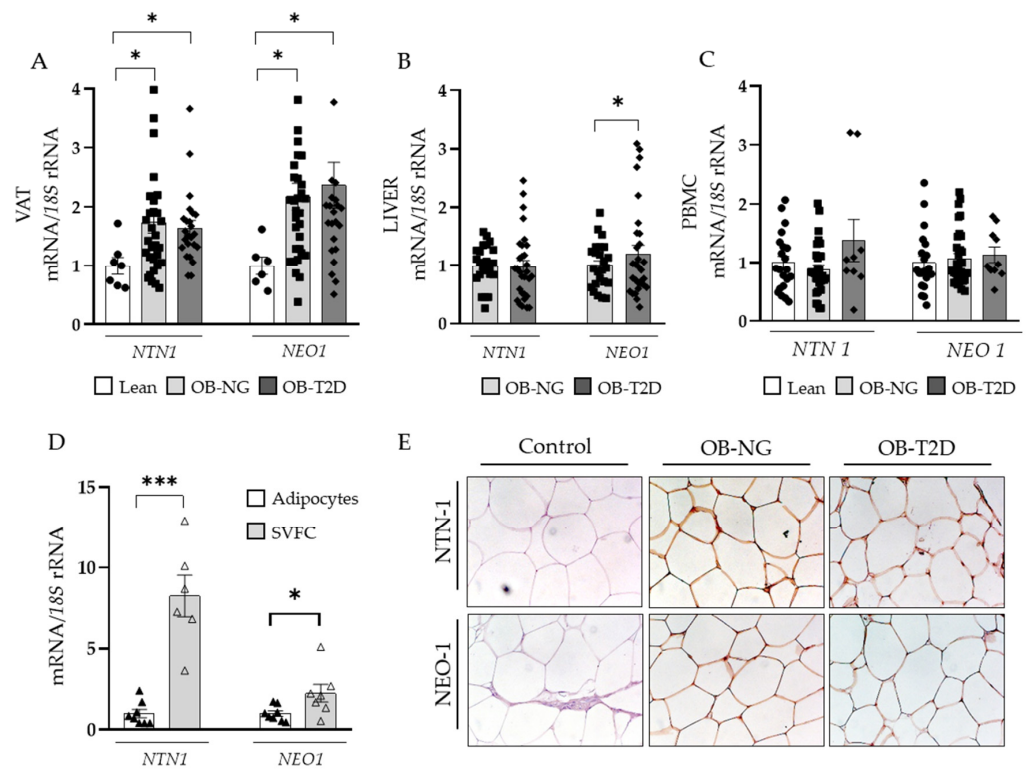 A
VAT
mRNA/18S rRNA
4
3
2
1
0
*
*
*
*
NTN1
NEO1
Lean OB-NG OB-T2D
B
LIVER
mRNA/18S rRNA
4
3
2
1
0
*
NTN1
NEO1
OB-NG OB-T2D
C
PBMC
mRNA/18S rRNA
4
3
2
1
0
NTN 1
NEO 1
Lean OB-NG OB-T2D
D
mRNA/18S rRNA
15
10
5
0
***
*
Adipocytes
SVFC
NTN1
NEO1
E
Control
OB-NG
OB-T2D
NTN-1
NEO-1